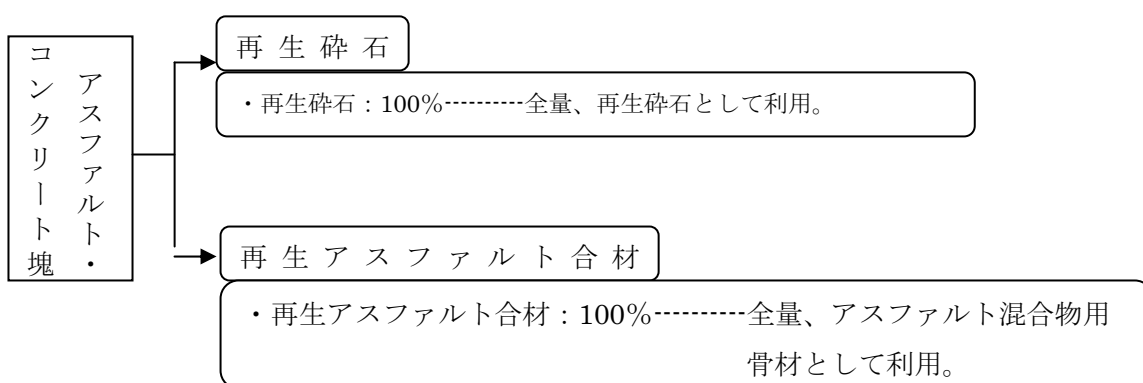 アスファルト・
コンクリート塊
再生砕石
・再生砕石：100%----------全量、再生砕石として利用。
再生アスファルト合材
・再生アスファルト合材：100%----------全量、アスファルト混合物用
骨材として利用。